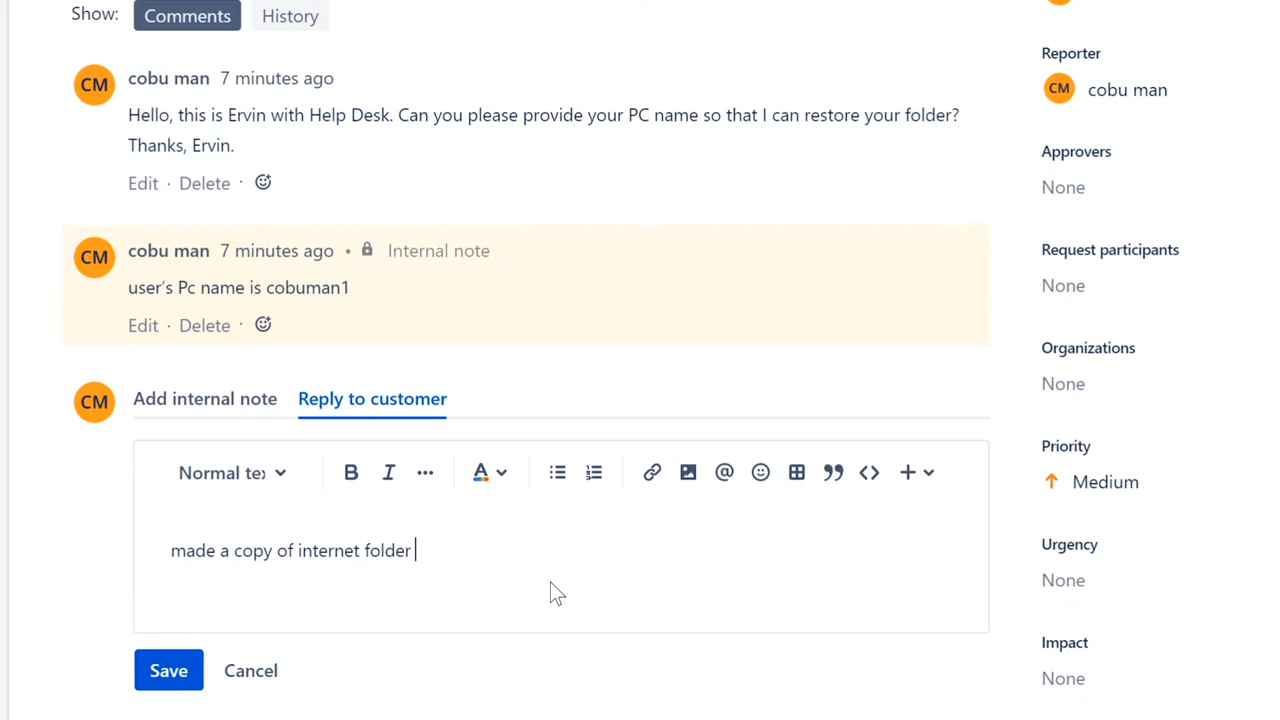 Show: Comments History
CM cobu man 7 minutes ago
Hello, this is Ervin with Help Desk. Can you please provide your PC name so that I can restore your folder?
Thanks, Ervin.
Edit · Delete ·
CM cobu man 7 minutes ago • Internal note
user's Pc name is cobuman1
Edit · Delete ·
CM Add internal note Reply to customer
Normal te
made a copy of internet folder
Save Cancel
Reporter
CM cobu man
Approvers
None
Request participants
None
Organizations
None
Priority
Medium
Urgency
None
Impact
None